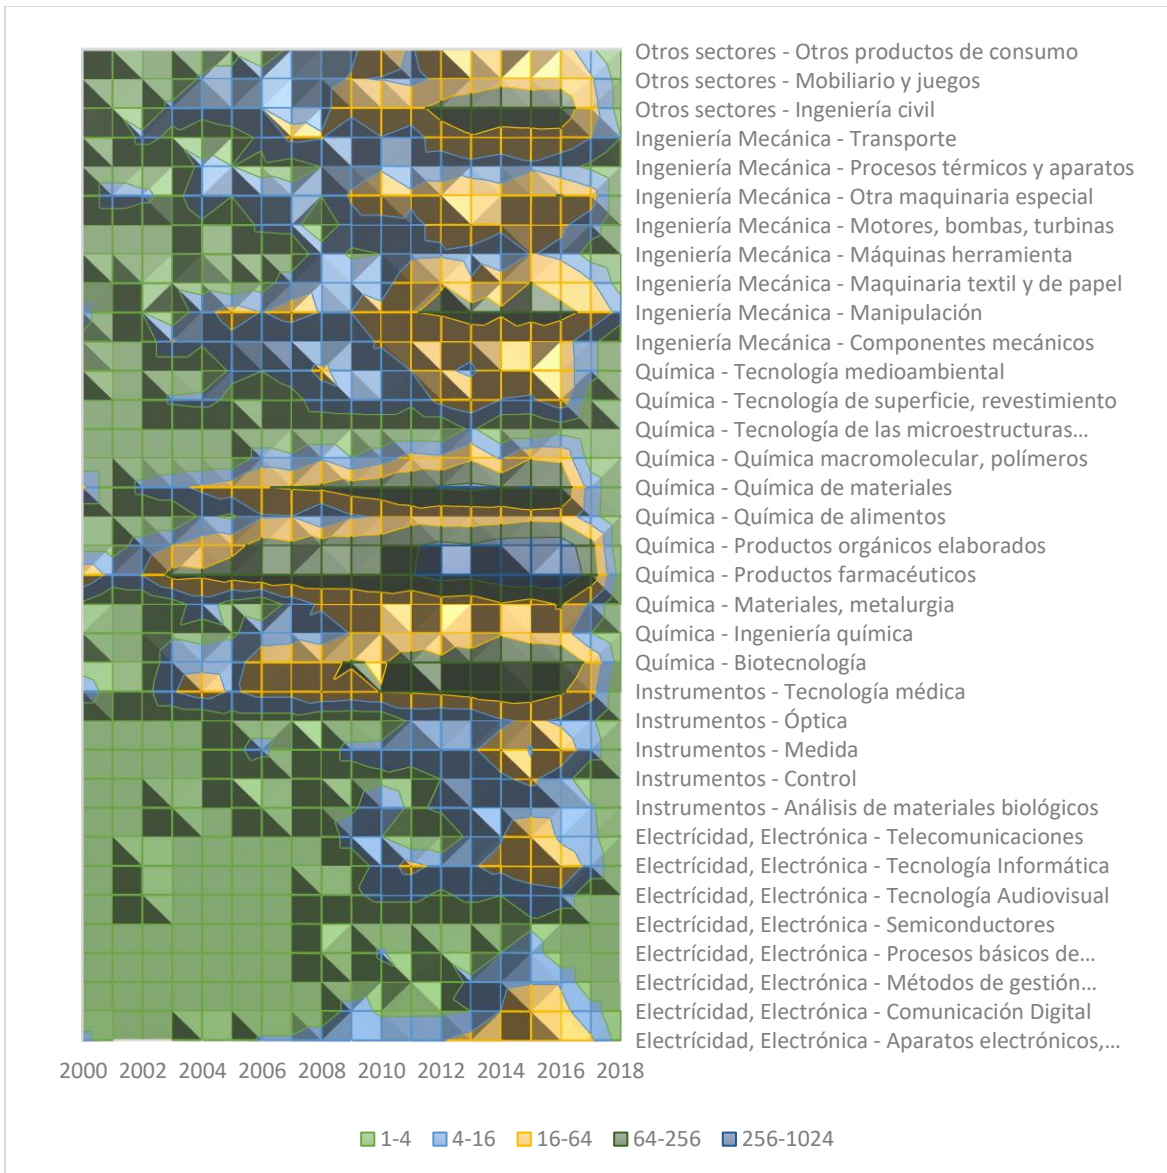 Otros sectores - Otros productos de consumo
Otros sectores - Mobiliario y juegos
Otros sectores - Ingeniería civil
Ingeniería Mecánica - Transporte
Ingeniería Mecánica - Procesos térmicos y aparatos
Ingeniería Mecánica - Otra maquinaria especial
Ingeniería Mecánica - Motores, bombas, turbinas
Ingeniería Mecánica - Máquinas herramienta
Ingeniería Mecánica - Maquinaria textil y de papel
Ingeniería Mecánica - Manipulación
Ingeniería Mecánica - Componentes mecánicos
Química - Tecnología medioambiental
Química - Tecnología de superficie, revestimiento
Química - Tecnología de las microestructuras...
Química - Química macromolecular, polímeros
Química - Química de materiales
Química - Química de alimentos
Química - Productos orgánicos elaborados
Química - Productos farmacéuticos
Química - Materiales, metalurgia
Química - Ingeniería química
Química - Biotecnología
Instrumentos - Tecnología médica
Instrumentos - Óptica
Instrumentos - Medida
Instrumentos - Control
Instrumentos - Análisis de materiales biológicos
Electrícidad, Electrónica - Telecomunicaciones
Electrícidad, Electrónica - Tecnología Informática
Electrícidad, Electrónica - Tecnología Audiovisual
Electrícidad, Electrónica - Semiconductores
Electrícidad, Electrónica - Procesos básicos de...
Electrícidad, Electrónica - Métodos de gestión...
Electrícidad, Electrónica - Comunicación Digital
Electrícidad, Electrónica - Aparatos electrónicos,...
2000 2002 2004 2006 2008 2010 2012 2014 2016 2018
1-4 4-16 16-64 64-256 256-1024